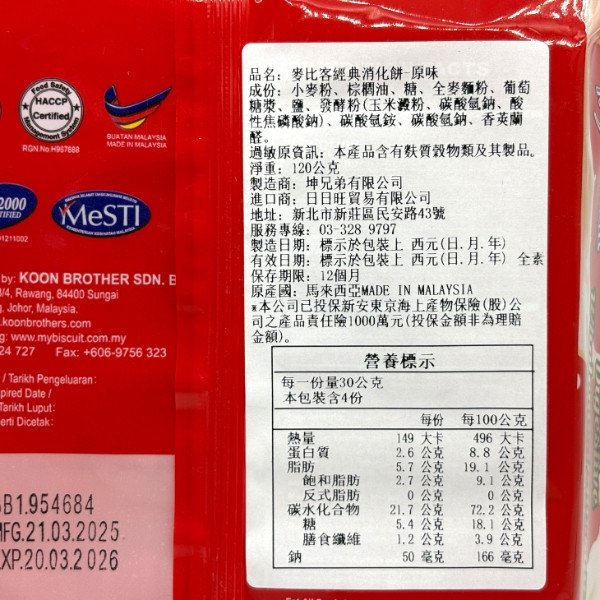 Food Safety
HACCP
Certified
Management System
RGN.No.H967688
BUATAN MALAYSIA
MADE IN MALAYSIA
2000
MeSTI
by: KOON BROTHER SDN. B
/4, Rawang, 84400 Sungai
g, Johor, Malaysia.
.koonbrothers.com
g: www.mybiscuit.com.my
24 727 Fax: +606-9756 323
/ Tarikh Pengeluaran:
xpired Date /
Tarikh Luput:
erti Dicetak:
B1.954684
MFG.21.03.2025
XP.20.03.2026
品名: 麥比客經典消化餅-原味
成份: 小麥粉、棕櫚油、糖、全麥麵粉、葡萄
糖漿、鹽、發酵粉(玉米澱粉、碳酸氫鈉、酸
性焦磷酸鈉)、碳酸氫銨、碳酸氫鈉、香莢蘭
醛。
過敏原資訊: 本產品含有麩質穀物類及其製品。
淨重: 120公克
製造商: 坤兄弟有限公司
進口商: 日日旺貿易有限公司
地址: 新北市新莊區民安路43號
服務專線: 03-328 9797
製造日期: 標示於包裝上 西元(日.月.年)
有效日期: 標示於包裝上 西元(日.月.年) 全素
保存期限: 12個月
原產國: 馬來西亞MADE IN MALAYSIA
*本公司已投保新安東京海上產物保險(股)公
司之產品責任險1000萬元(投保金額非為理賠
金額)。
營養標示
每一份量30公克
本包裝含4份
每份 每100公克
熱量 149 大卡 496 大卡
蛋白質 2.6 公克 8.8 公克
脂肪 5.7 公克 19.1 公克
飽和脂肪 2.7 公克 9.1 公克
反式脂肪 0 公克 0 公克
碳水化合物 21.7 公克 72.2 公克
糖 5.4 公克 18.1 公克
膳食纖維 1.2 公克 3.9 公克
鈉 50 毫克 166 毫克